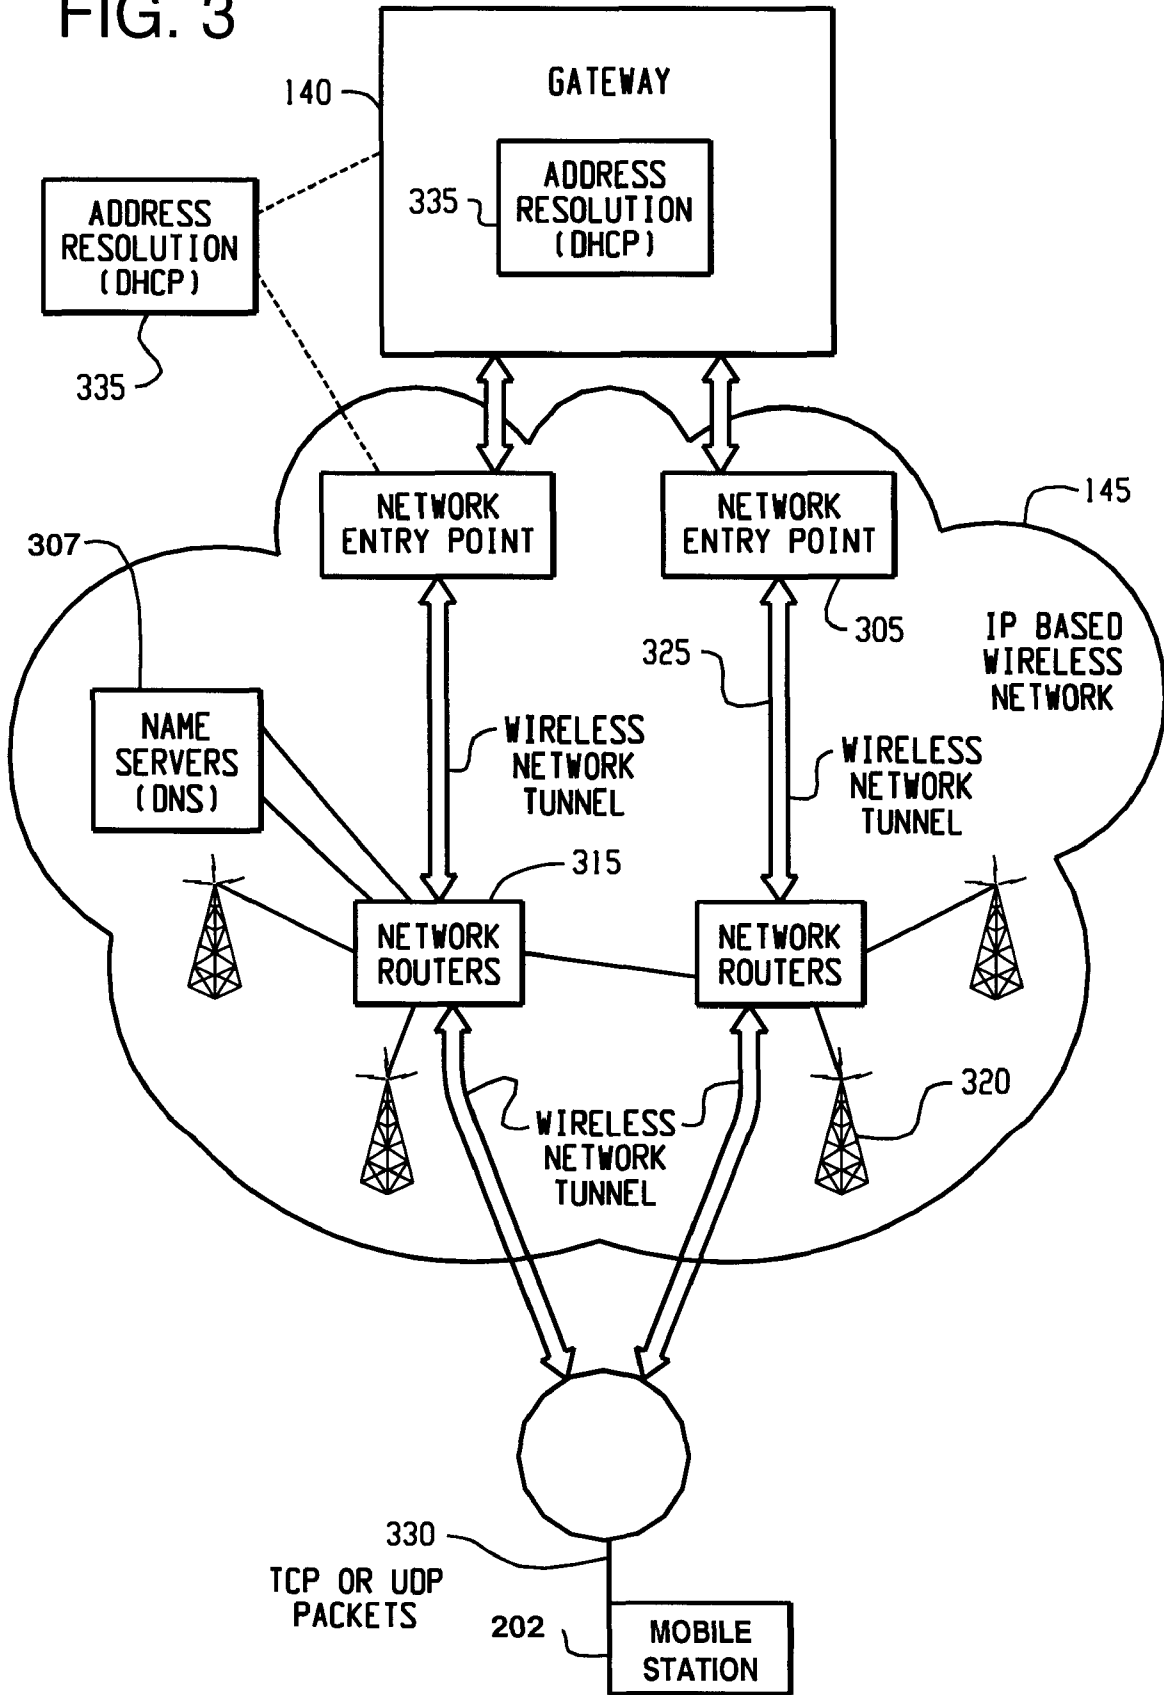 FIG. 3
GATEWAY
140
ADDRESS
RESOLUTION
(DHCP)
335
ADDRESS
RESOLUTION
(DHCP)
335
NETWORK
ENTRY POINT
NETWORK
ENTRY POINT
145
307
305
IP BASED
WIRELESS
NETWORK
325
NAME
SERVERS
(DNS)
WIRELESS
NETWORK
TUNNEL
WIRELESS
NETWORK
TUNNEL
315
NETWORK
ROUTERS
NETWORK
ROUTERS
320
WIRELESS
NETWORK
TUNNEL
330
TCP OR UDP
PACKETS
202
MOBILE
STATION